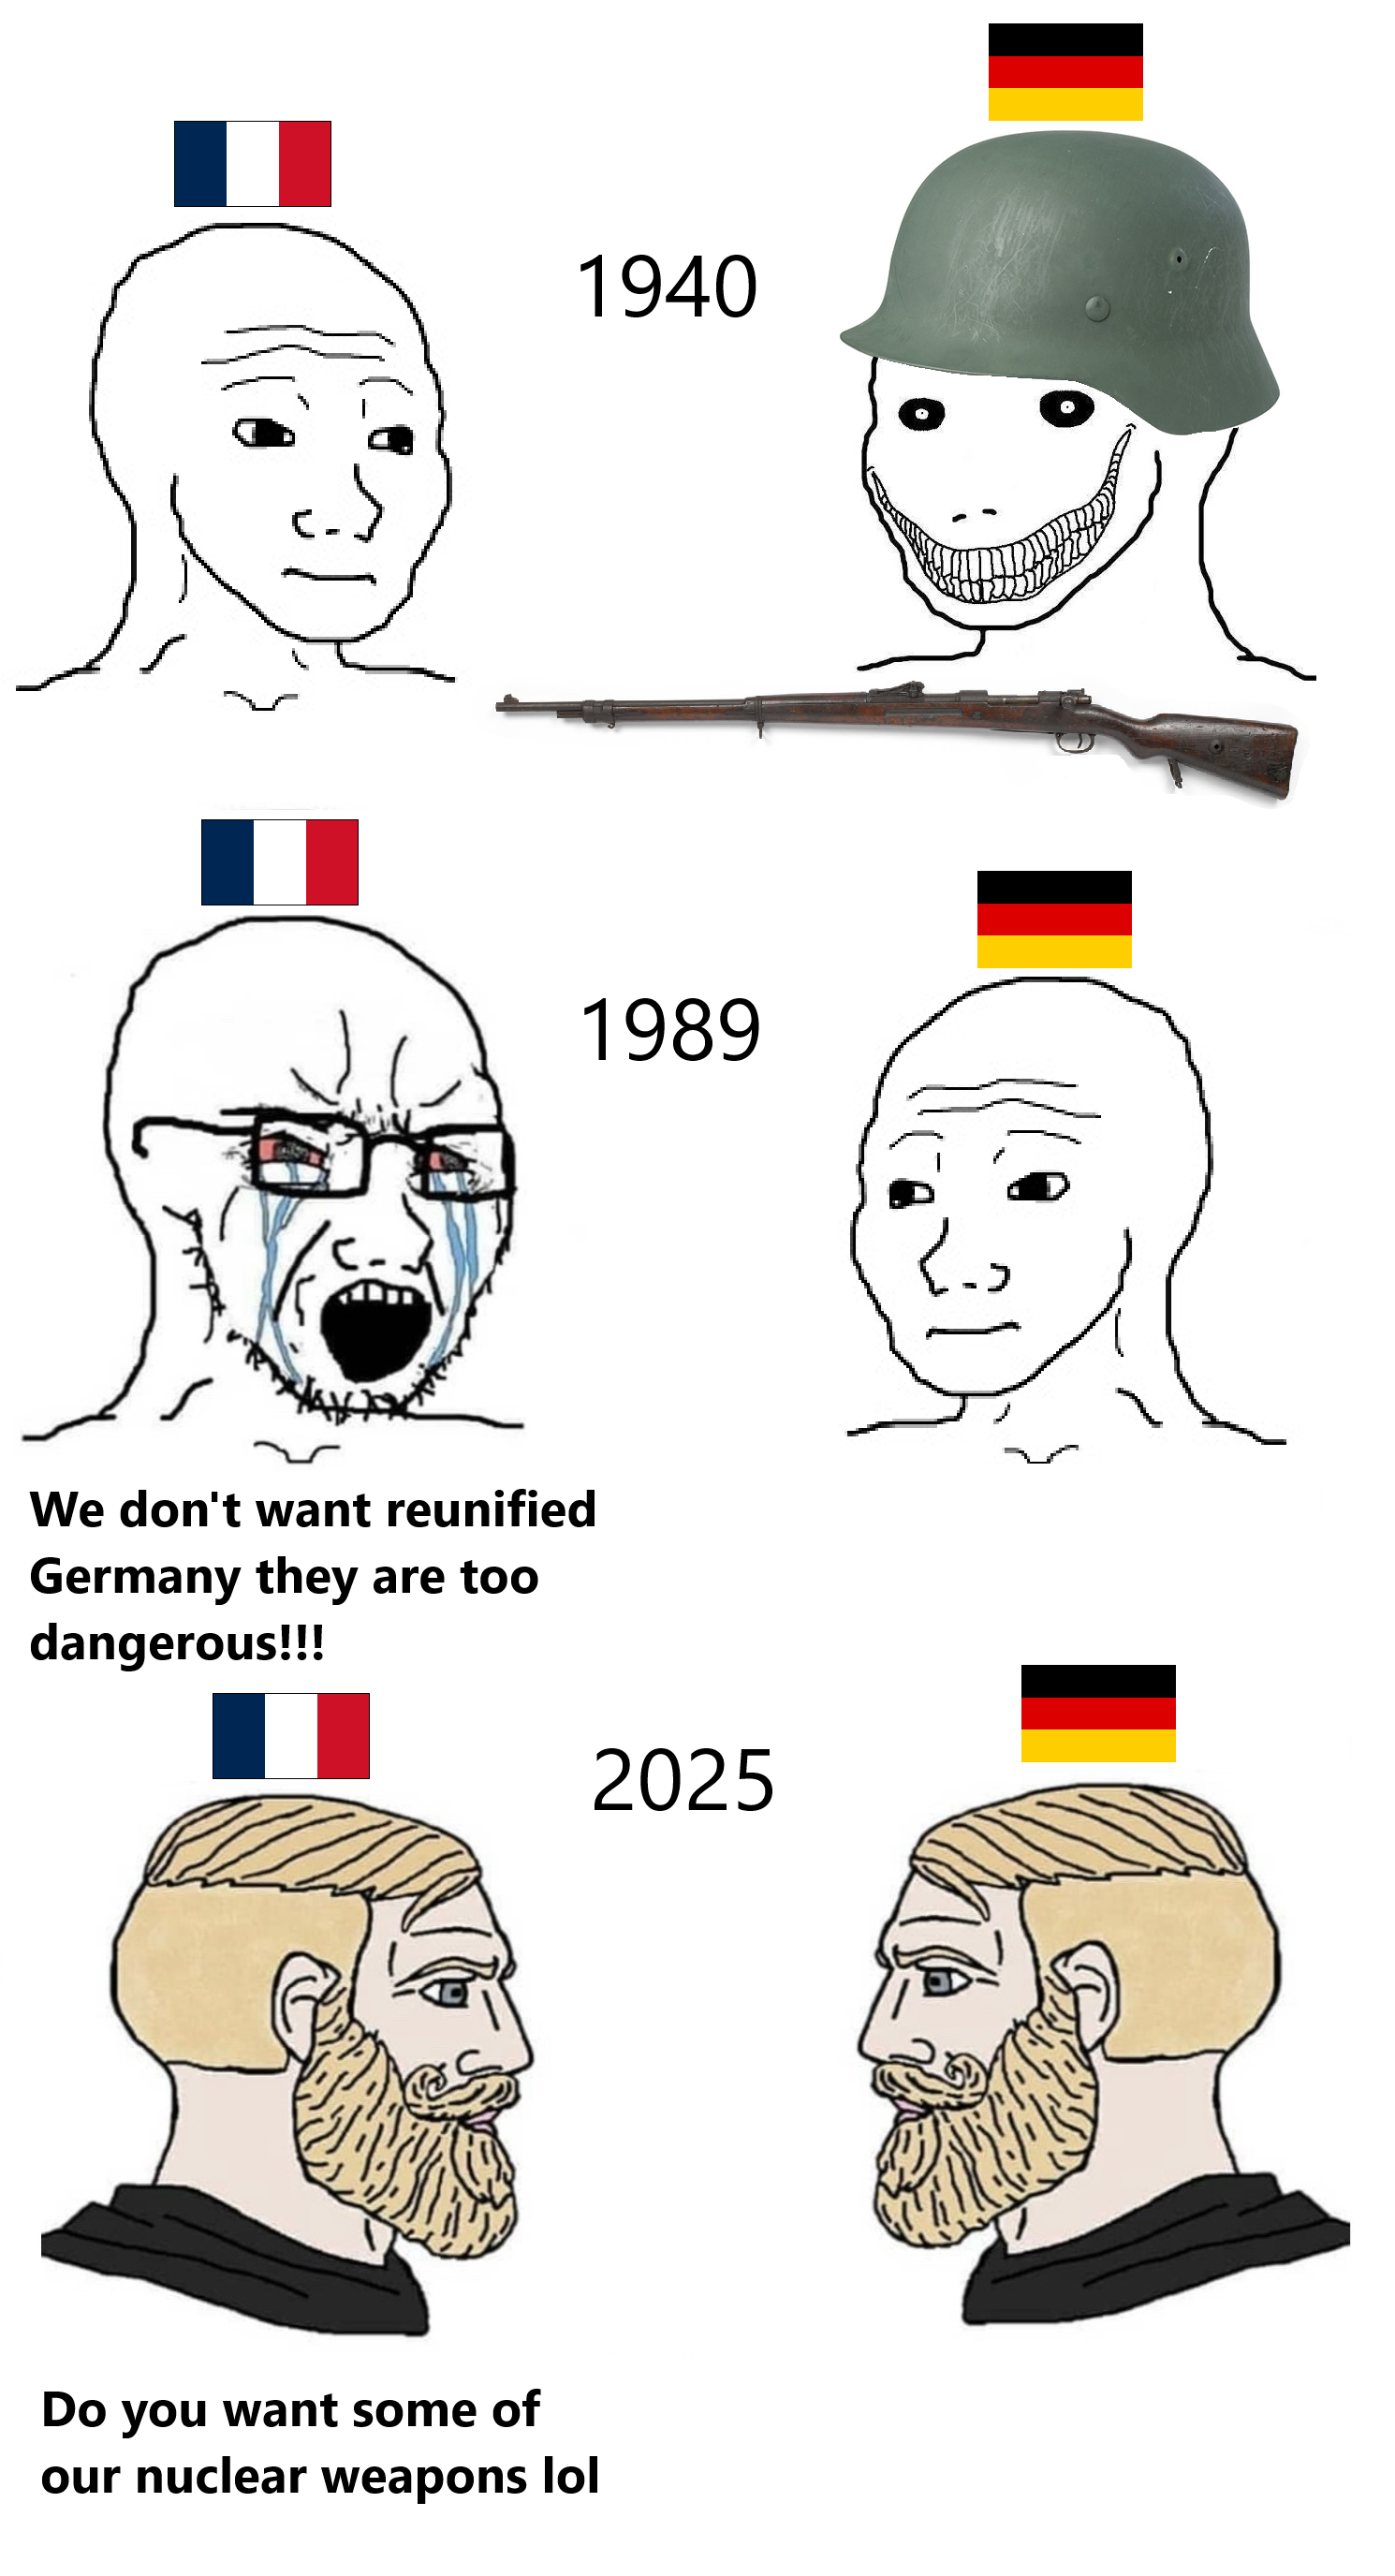 1940
1989
We don't want reunified
Germany they are too
dangerous!!!
2025
Do you want some of
our nuclear weapons lol